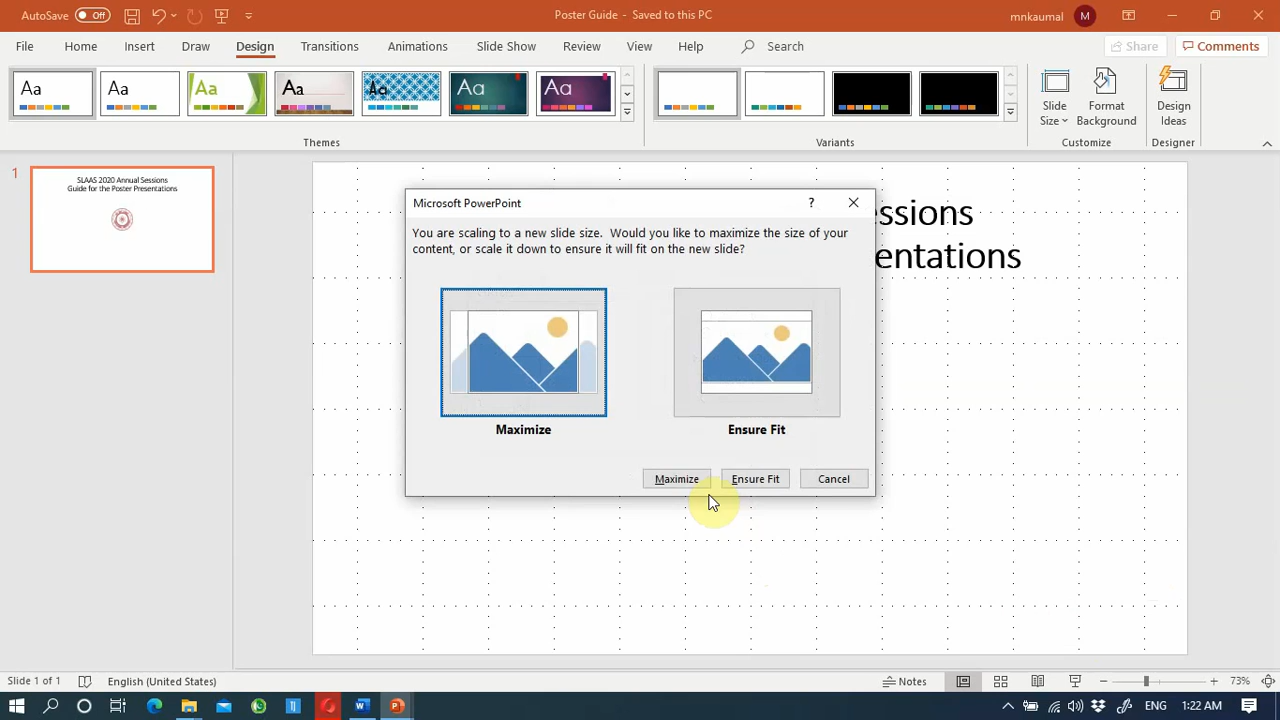 AutoSave Off
Poster Guide - Saved to this PC
mnkaumal M
File Home Insert Draw Design Transitions Animations Slide Show Review View Help Search
Share Comments
Aa Aa Aa Aa Aa Aa Aa
Slide Size
Format Background
Design Ideas
Themes Variants Customize Designer
1
SLAAS 2020 Annual Sessions
Guide for the Poster Presentations
Microsoft PowerPoint ?
You are scaling to a new slide size. Would you like to maximize the size of your
content, or scale it down to ensure it will fit on the new slide?
essions
entations
Maximize Ensure Fit
Maximize Ensure Fit Cancel
Slide 1 of 1 English (United States) Notes 73%
ENG 1:22 AM